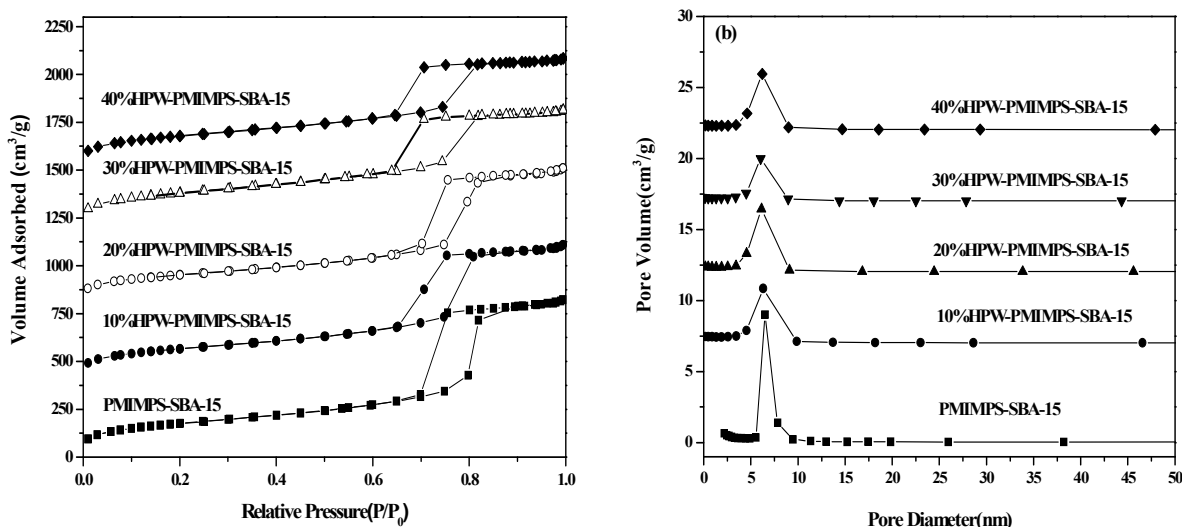 2250
2000
1750
1500
1250
1000
750
500
250
0
Volume Adsorbed (cm³/g)
40%HPW-PMIMPS-SBA-15
30%HPW-PMIMPS-SBA-15
20%HPW-PMIMPS-SBA-15
10%HPW-PMIMPS-SBA-15
PMIMPS-SBA-15
0.0 0.2 0.4 0.6 0.8 1.0
Relative Pressure(P/P₀)
(b)
30
25
20
15
10
5
0
Pore Volume(cm³/g)
40%HPW-PMIMPS-SBA-15
30%HPW-PMIMPS-SBA-15
20%HPW-PMIMPS-SBA-15
10%HPW-PMIMPS-SBA-15
PMIMPS-SBA-15
0 5 10 15 20 25 30 35 40 45 50
Pore Diameter(nm)